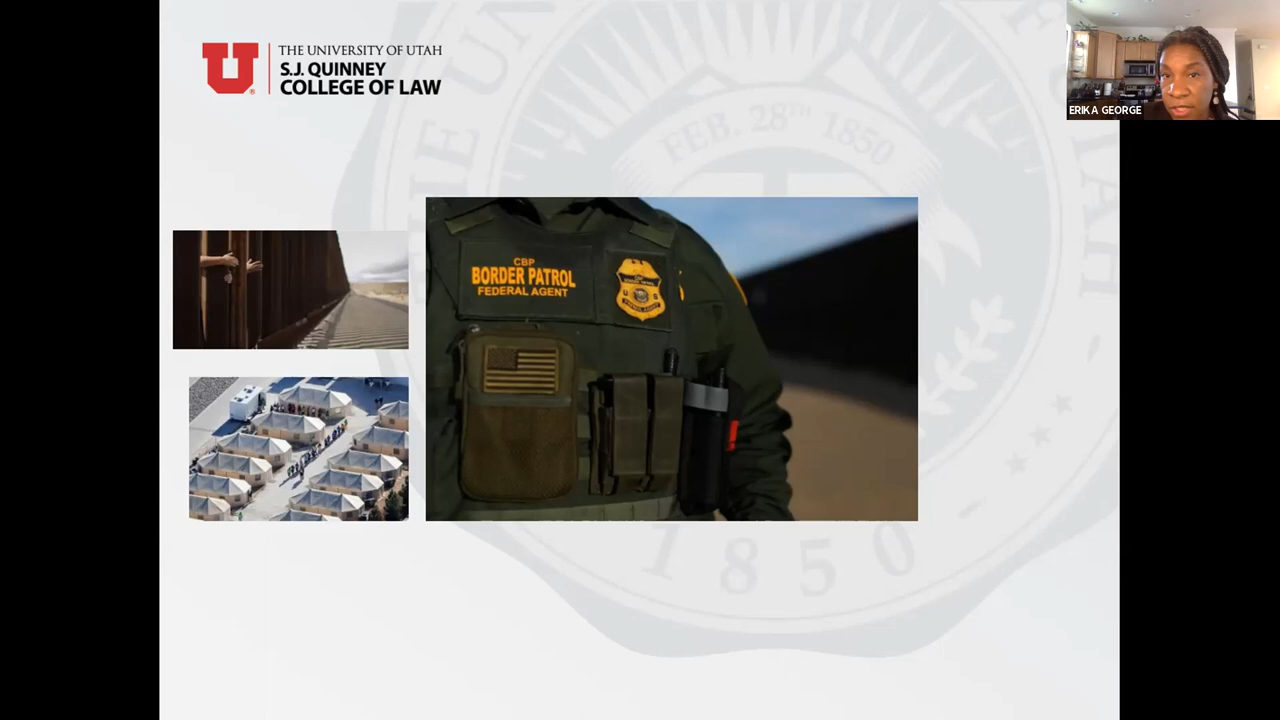 THE UNIVERSITY OF UTAH
S.J. QUINNEY
COLLEGE OF LAW
ERIKA GEORGE
FEB. 28TH 1850
CBP
BORDER PATROL
FEDERAL AGENT
1850